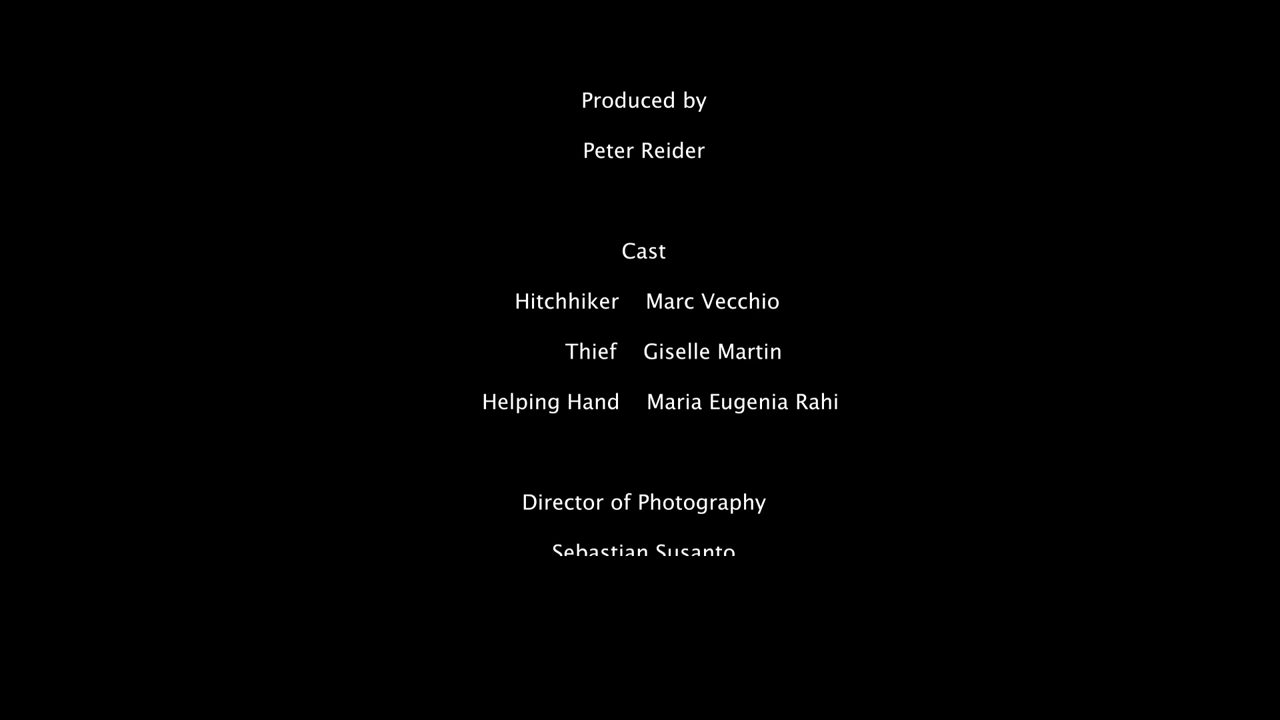 Produced by
Peter Reider
Cast
Hitchhiker Marc Vecchio
Thief Giselle Martin
Helping Hand Maria Eugenia Rahi
Director of Photography
Sebastian Susanto